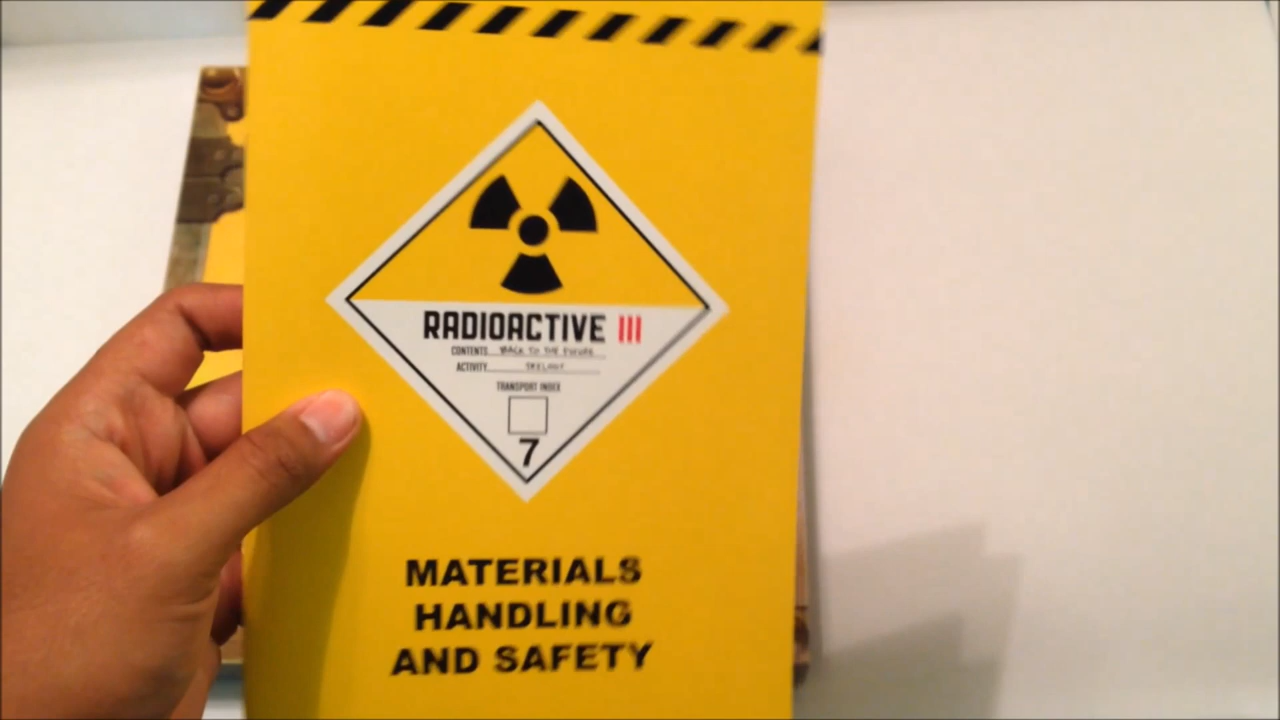 RADIOACTIVE III
CONTENTS BACK TO THE FUTURE
ACTIVITY
TRANSPORT INDEX
7
MATERIALS
HANDLING
AND SAFETY